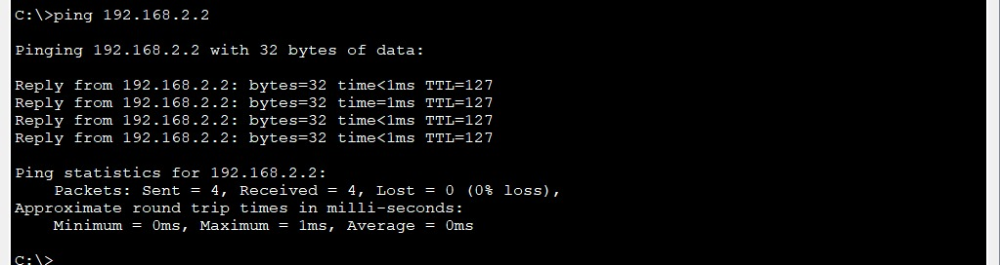 C:\>ping 192.168.2.2
Pinging 192.168.2.2 with 32 bytes of data:
Reply from 192.168.2.2: bytes=32 time<1ms TTL=127
Reply from 192.168.2.2: bytes=32 time=1ms TTL=127
Reply from 192.168.2.2: bytes=32 time<1ms TTL=127
Reply from 192.168.2.2: bytes=32 time<1ms TTL=127
Ping statistics for 192.168.2.2:
    Packets: Sent = 4, Received = 4, Lost = 0 (0% loss),
Approximate round trip times in milli-seconds:
    Minimum = 0ms, Maximum = 1ms, Average = 0ms
C:\>